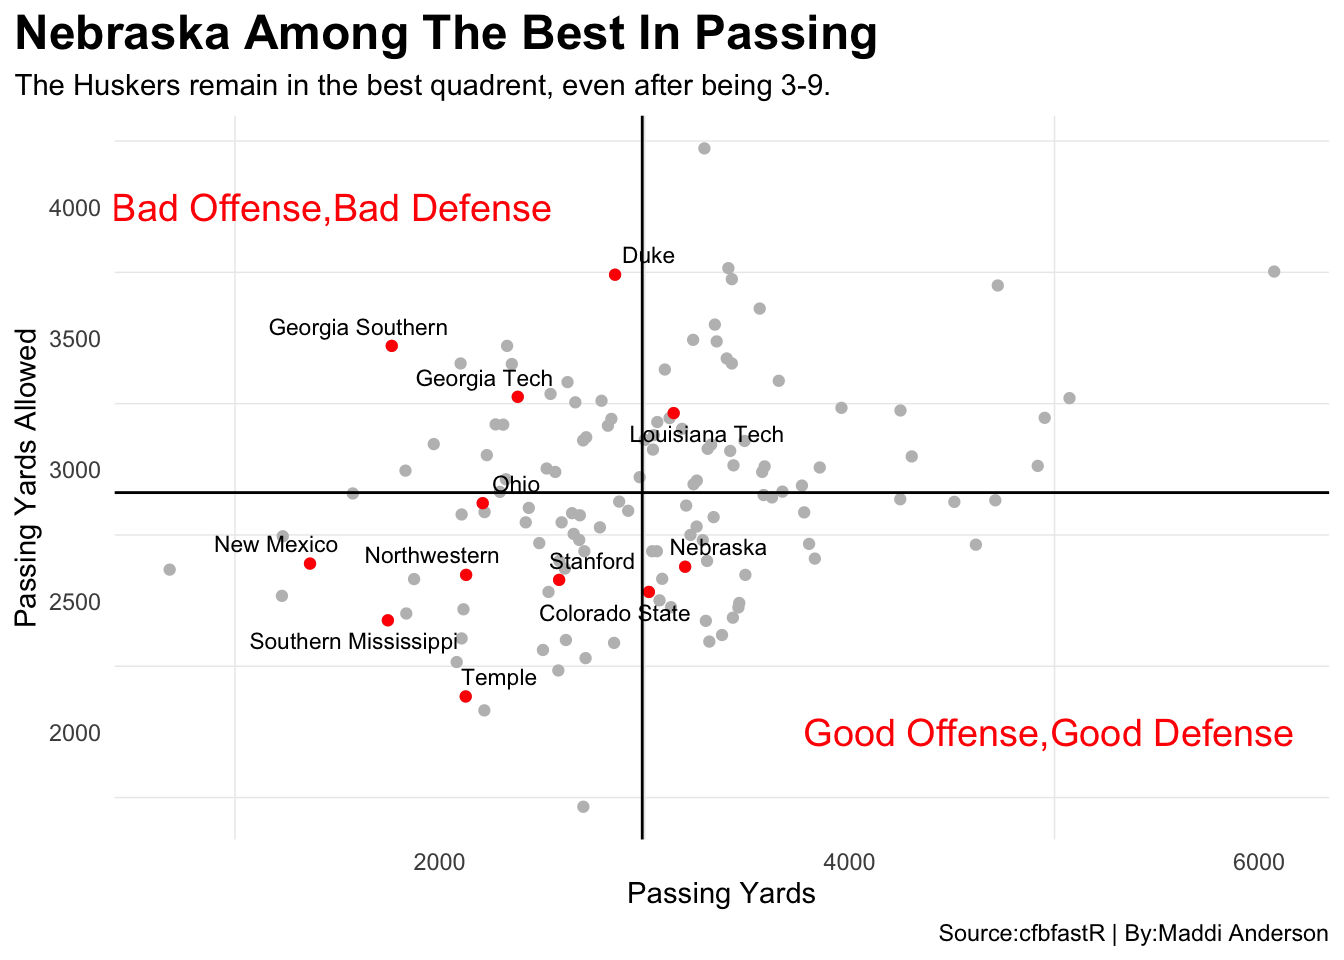 Nebraska Among The Best In Passing
The Huskers remain in the best quadrent, even after being 3-9.
Bad Offense,Bad Defense
4000
Duke
Georgia Southern
3500
Georgia Tech
Louisiana Tech
3000
Ohio
New Mexico
Northwestern
Nebraska
Stanford
2500
Colorado State
Southern Mississippi
Temple
2000
Good Offense,Good Defense
Passing Yards Allowed
2000
4000
6000
Passing Yards
Source:cfbfastR | By:Maddi Anderson